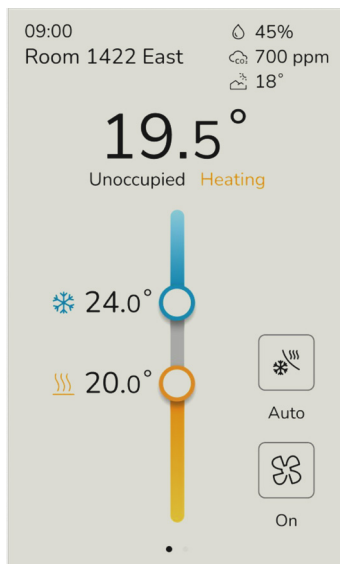 09:00
Room 1422 East
45%
CO₂ 700 ppm
18°
19.5°
Unoccupied Heating
24.0°
20.0°
Auto
On